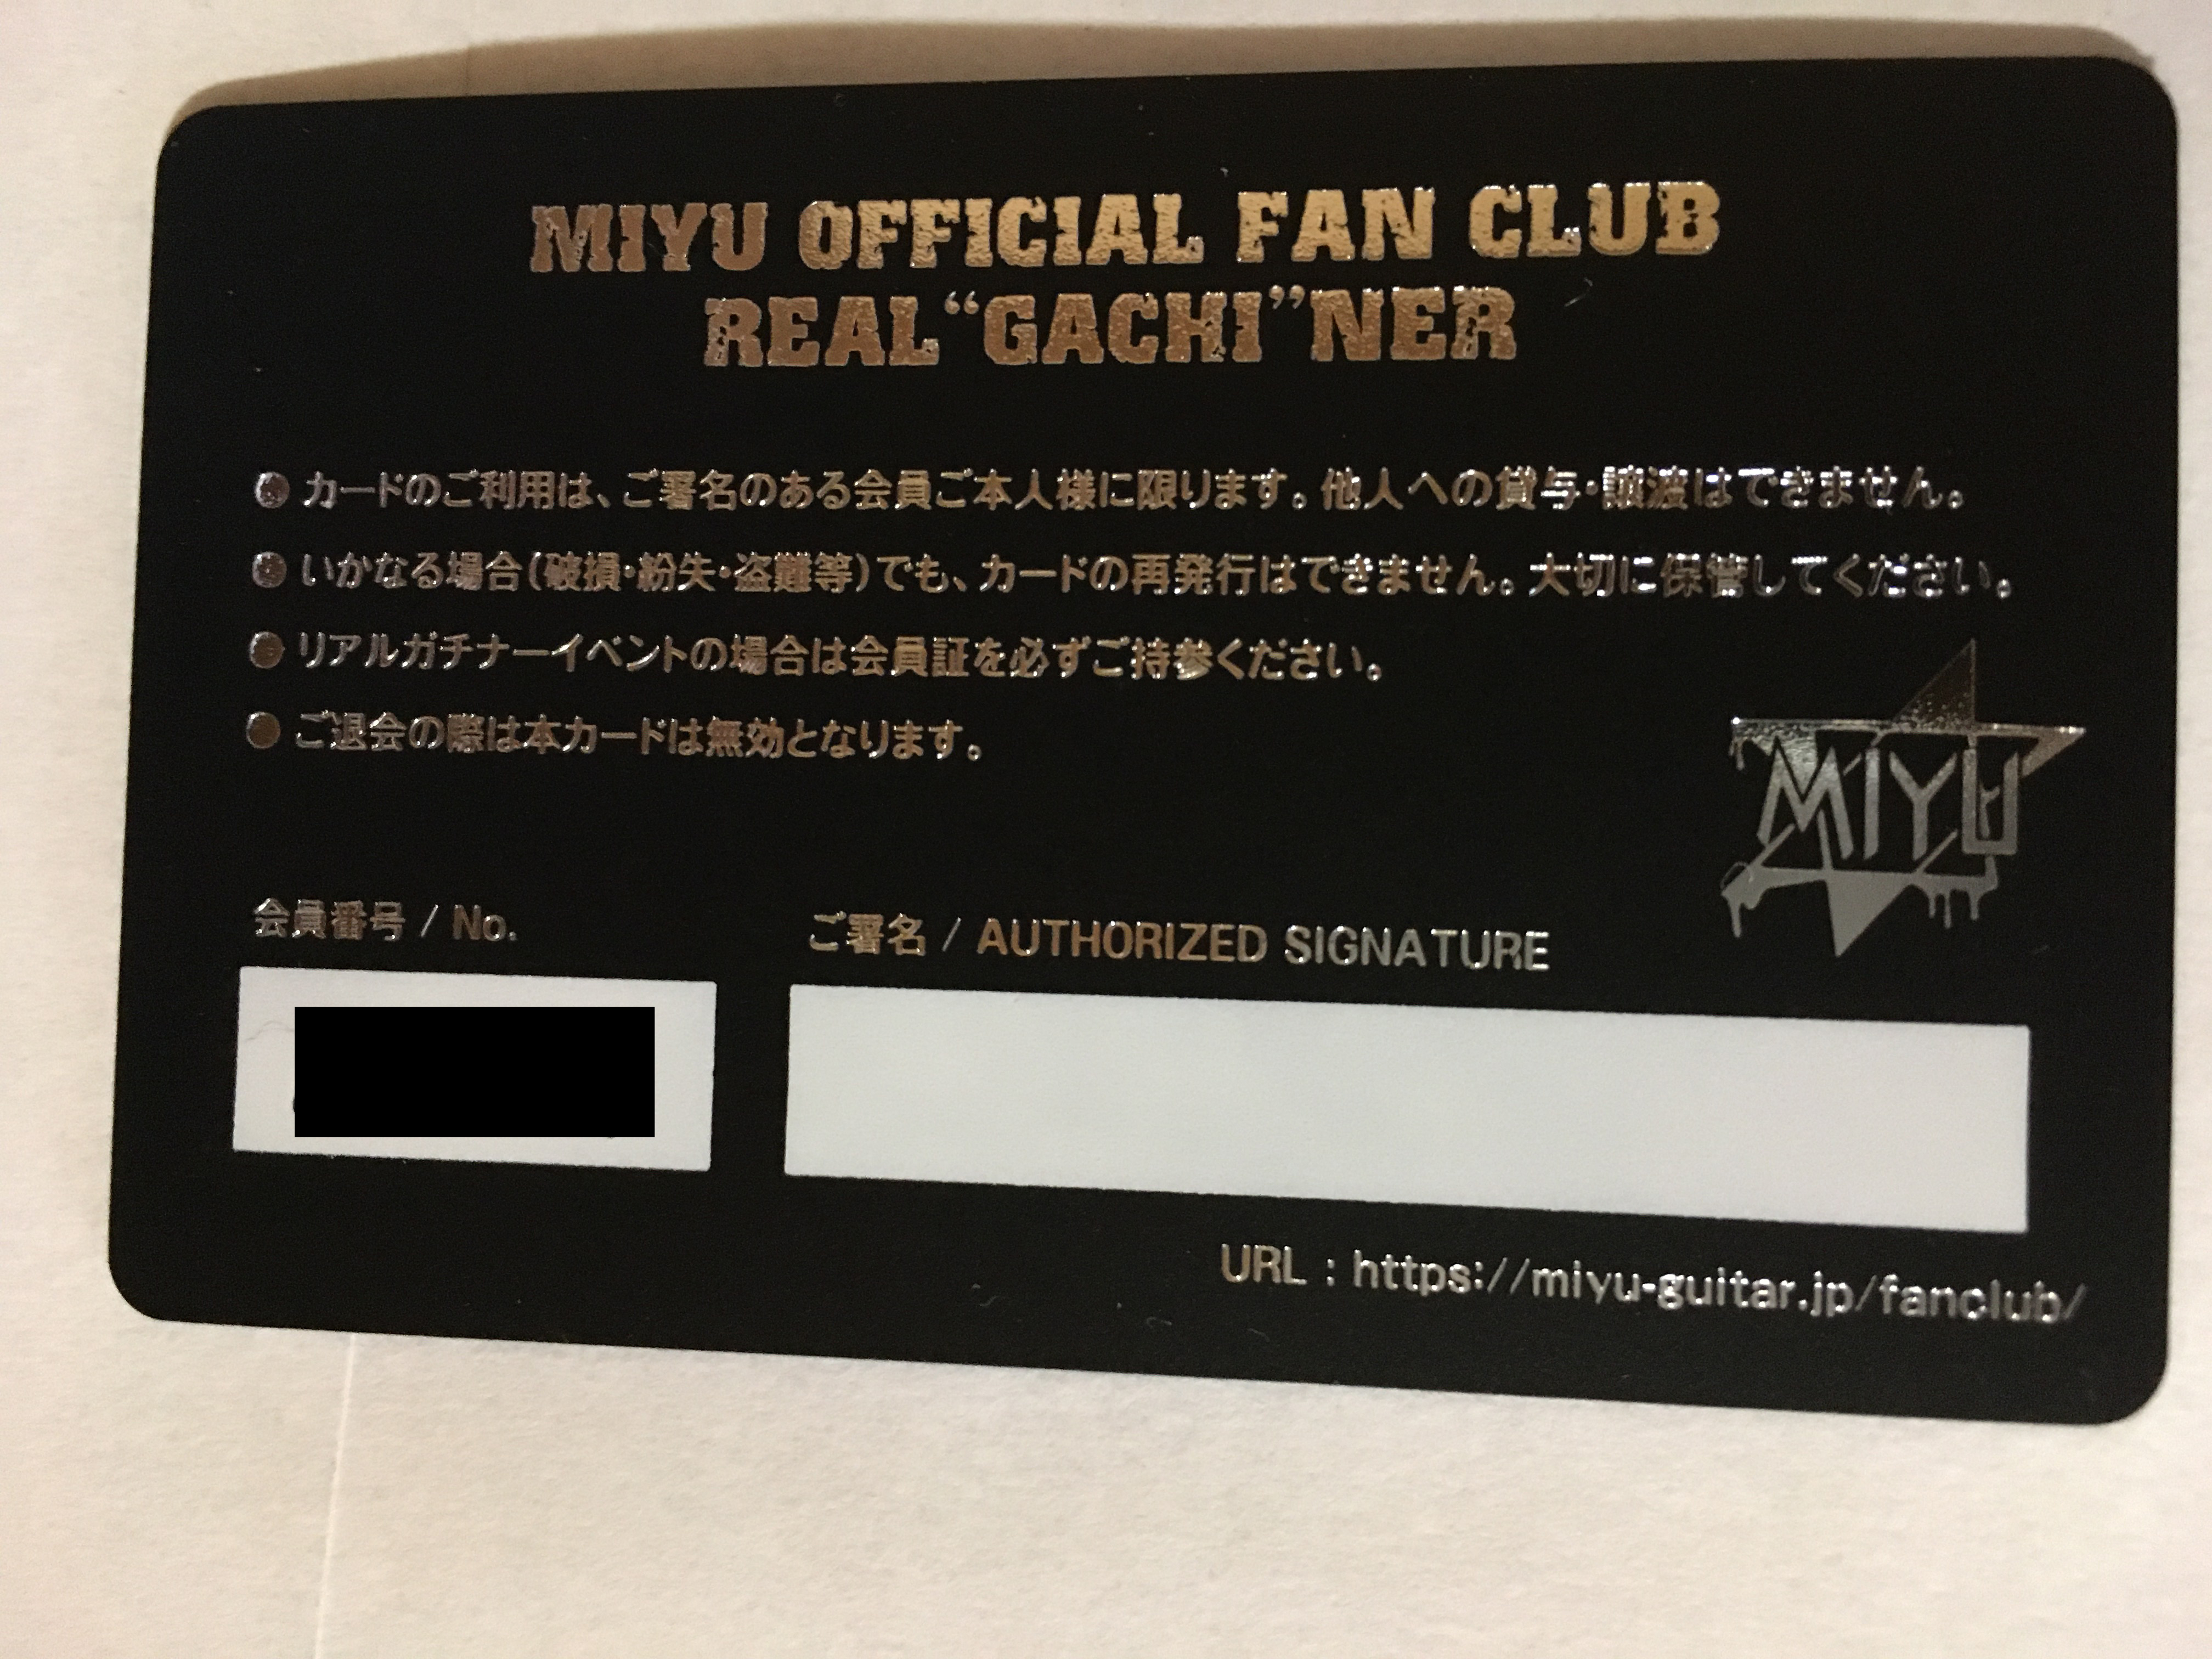 MIYU OFFICIAL FAN CLUB
REAL“GACHI”NER
● カードのご利用は、ご署名のある会員ご本人様に限ります。他人への貸与・譲渡はできません。
● いかなる場合(破損・紛失・盗難等)でも、カードの再発行はできません。大切に保管してください。
● リアルガチナーイベントの場合は会員証を必ずご持参ください。
● ご退会の際は本カードは無効となります。
MIYU
会員番号 / No.
ご署名 / AUTHORIZED SIGNATURE
URL : https://miyu-guitar.jp/fanclub/